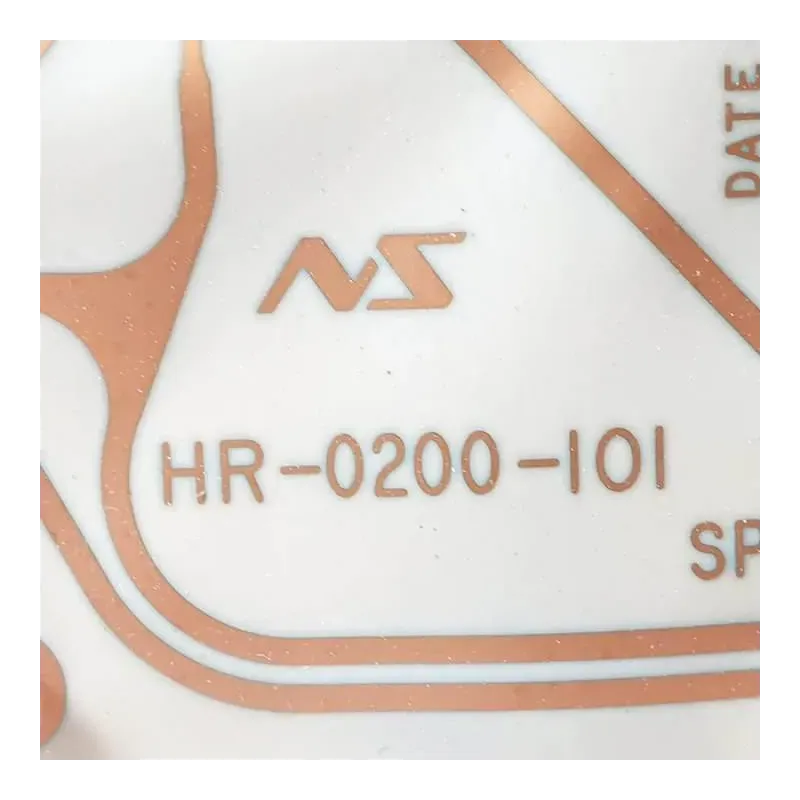 DATE
NS
HR-0200-101
SP